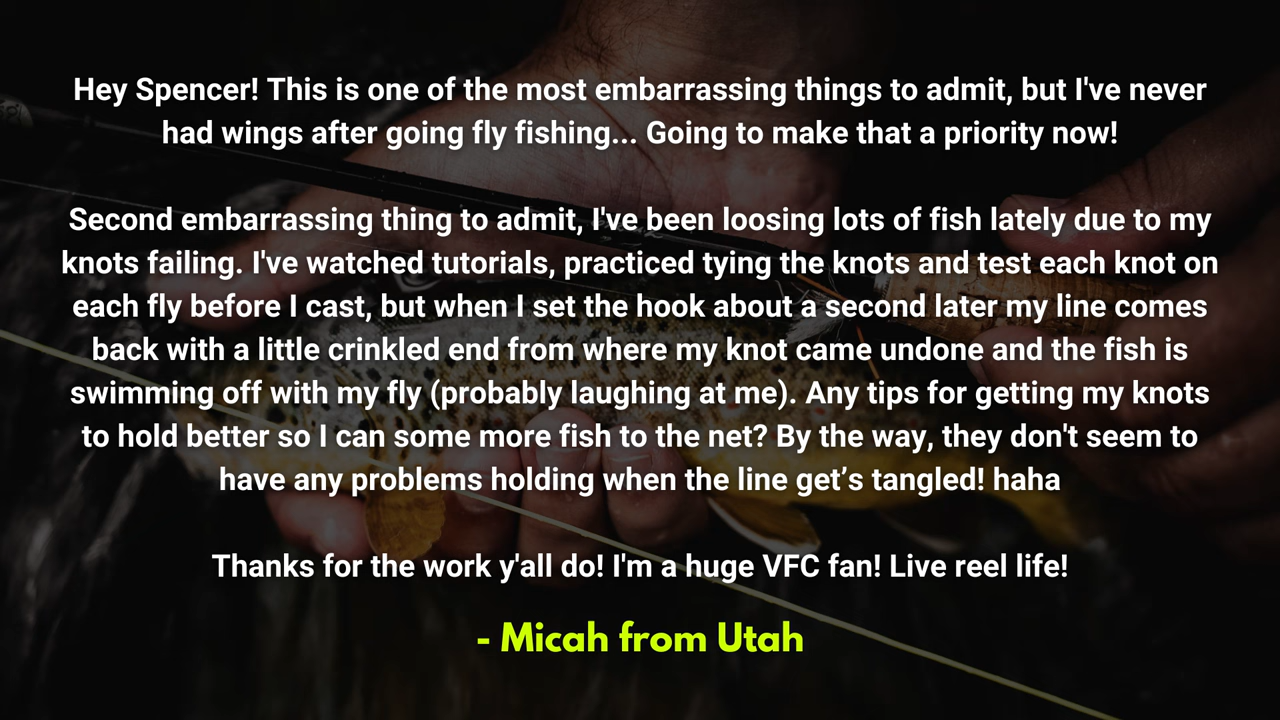 Hey Spencer! This is one of the most embarrassing things to admit, but I've never
had wings after going fly fishing... Going to make that a priority now!
Second embarrassing thing to admit, I've been loosing lots of fish lately due to my
knots failing. I've watched tutorials, practiced tying the knots and test each knot on
each fly before I cast, but when I set the hook about a second later my line comes
back with a little crinkled end from where my knot came undone and the fish is
swimming off with my fly (probably laughing at me). Any tips for getting my knots
to hold better so I can some more fish to the net? By the way, they don't seem to
have any problems holding when the line get’s tangled! haha
Thanks for the work y'all do! I'm a huge VFC fan! Live reel life!
- Micah from Utah